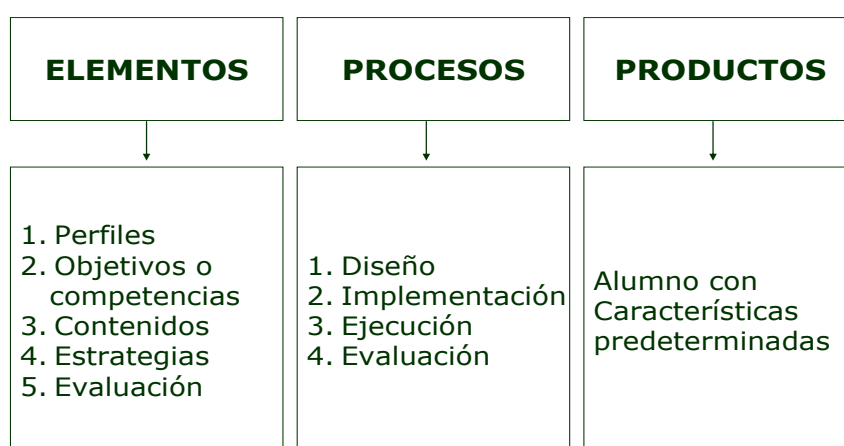 ELEMENTOS
PROCESOS
PRODUCTOS
1. Perfiles
2. Objetivos o
competencias
3. Contenidos
4. Estrategias
5. Evaluación
1. Diseño
2. Implementación
3. Ejecución
4. Evaluación
Alumno con
Características
predeterminadas